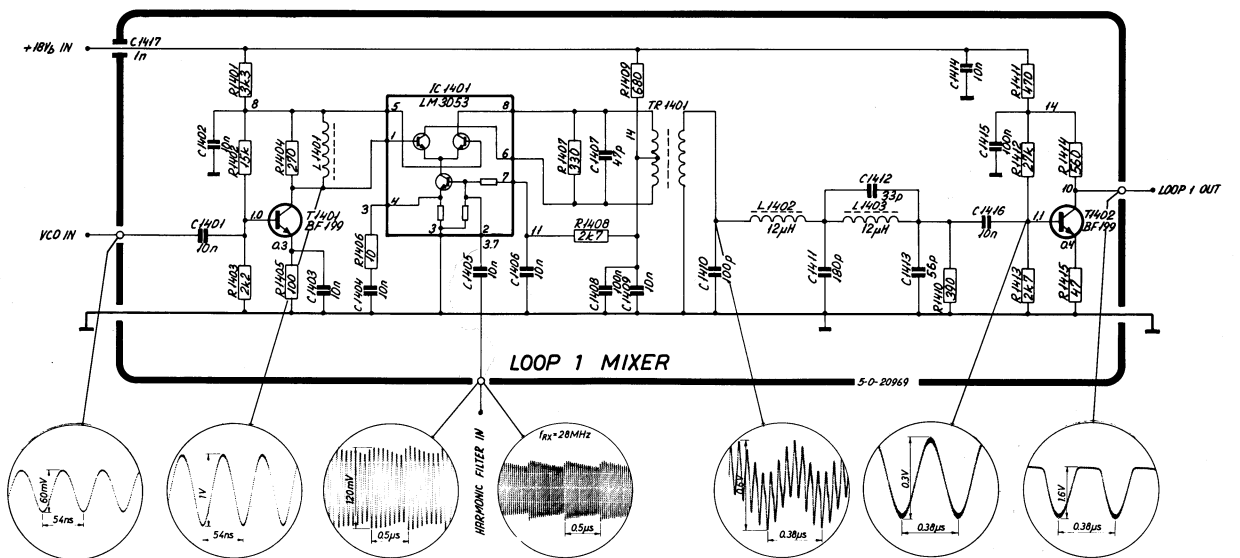 +18Vb IN
C1417
1n
R1401
3k3
8
C1402
10n
R1402
15k
R1404
270
L1401
IC1401
LM3053
5
8
1
6
7
4
3
3
2
3.7
11
R1409
680
14
TR1401
R1407
330
C1407
47p
C1414
10n
R1411
470
14
C1415
100n
R1412
27k
R1414
560
10
LOOP 1 OUT
VCO IN
C1401
10n
1.0
T1401
BF199
0.3
R1403
2k2
R1405
100
C1403
10n
R1406
10
C1404
10n
C1405
10n
C1406
10n
R1408
2k7
C1408
100n
C1409
10n
C1410
100p
L1402
12µH
C1411
180p
C1412
33p
L1403
12µH
C1413
56p
R1410
390
C1416
10n
1.1
T1402
BF199
0.4
R1413
2k7
R1415
47
LOOP 1 MIXER
5-0-20969
HARMONIC FILTER IN
60mV
54ns
1V
54ns
120mV
0.5µs
fRX=28MHz
0.5µs
0.6V
0.38µs
0.3V
0.38µs
1.6V
0.38µs